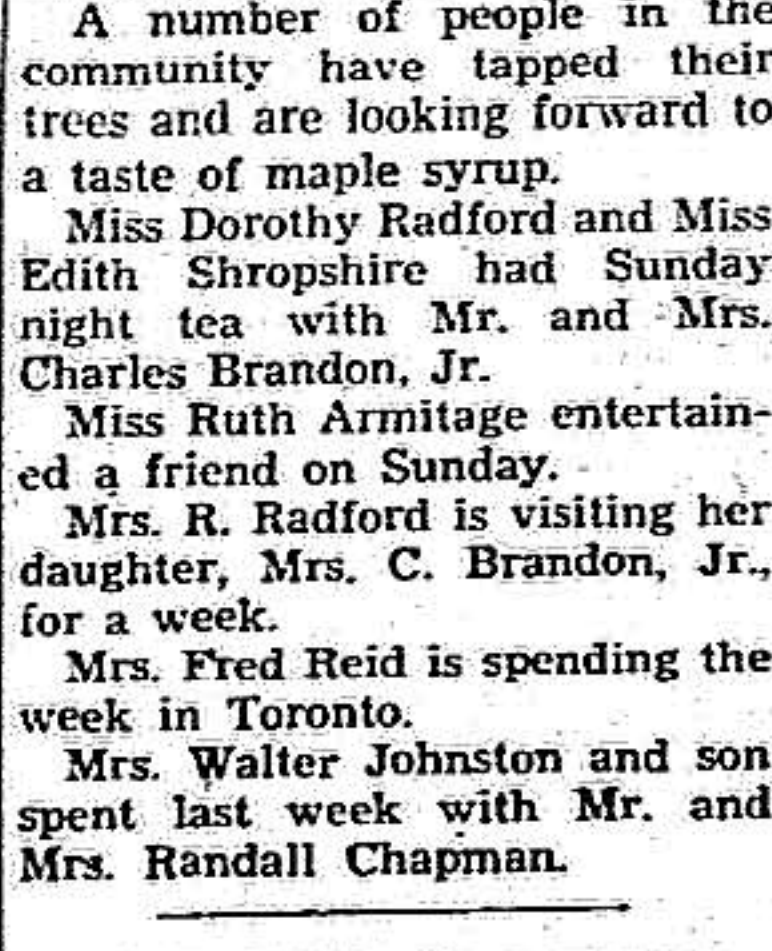 A number of people in the
community have tapped their
trees and are looking forward to
a taste of maple syrup.
Miss Dorothy Radford and Miss
Edith Shropshire had Sunday
night tea with Mr. and Mrs.
Charles Brandon, Jr.
Miss Ruth Armitage entertain-
ed a friend on Sunday.
Mrs. R. Radford is visiting her
daughter, Mrs. C. Brandon, Jr.,
for a week.
Mrs. Fred Reid is spending the
week in Toronto.
Mrs. Walter Johnston and son
spent last week with Mr. and
Mrs. Randall Chapman.